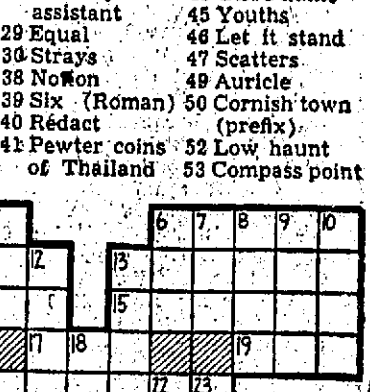 assistant
29 Equal
30 Strays
38 Notion
39 Six (Roman)
40 Redact
41 Pewter coins
of Thailand
45 Youths
46 Let it stand
47 Scatters
49 Auricle
50 Cornish town
(prefix)
52 Low haunt
53 Compass point
6 7 8 9 10
12 13
15
17 18 19
22 23